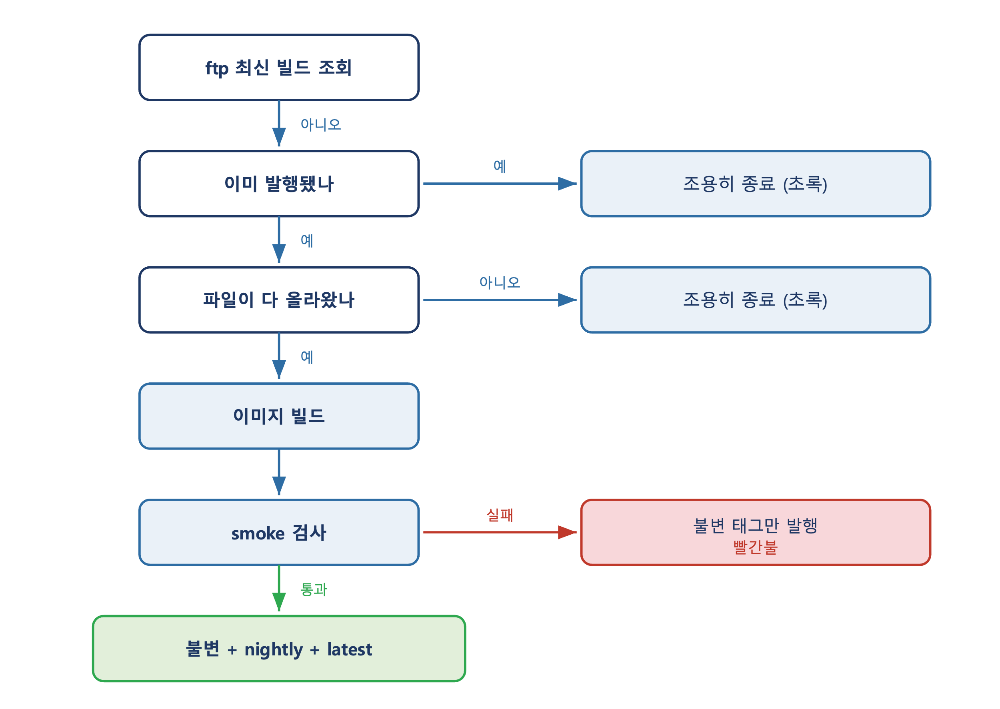 ftp 최신 빌드 조회
아니오
이미 발행됐나
예
조용히 종료 (초록)
예
파일이 다 올라왔나
아니오
조용히 종료 (초록)
예
이미지 빌드
smoke 검사
실패
불변 태그만 발행
빨간불
통과
불변 + nightly + latest